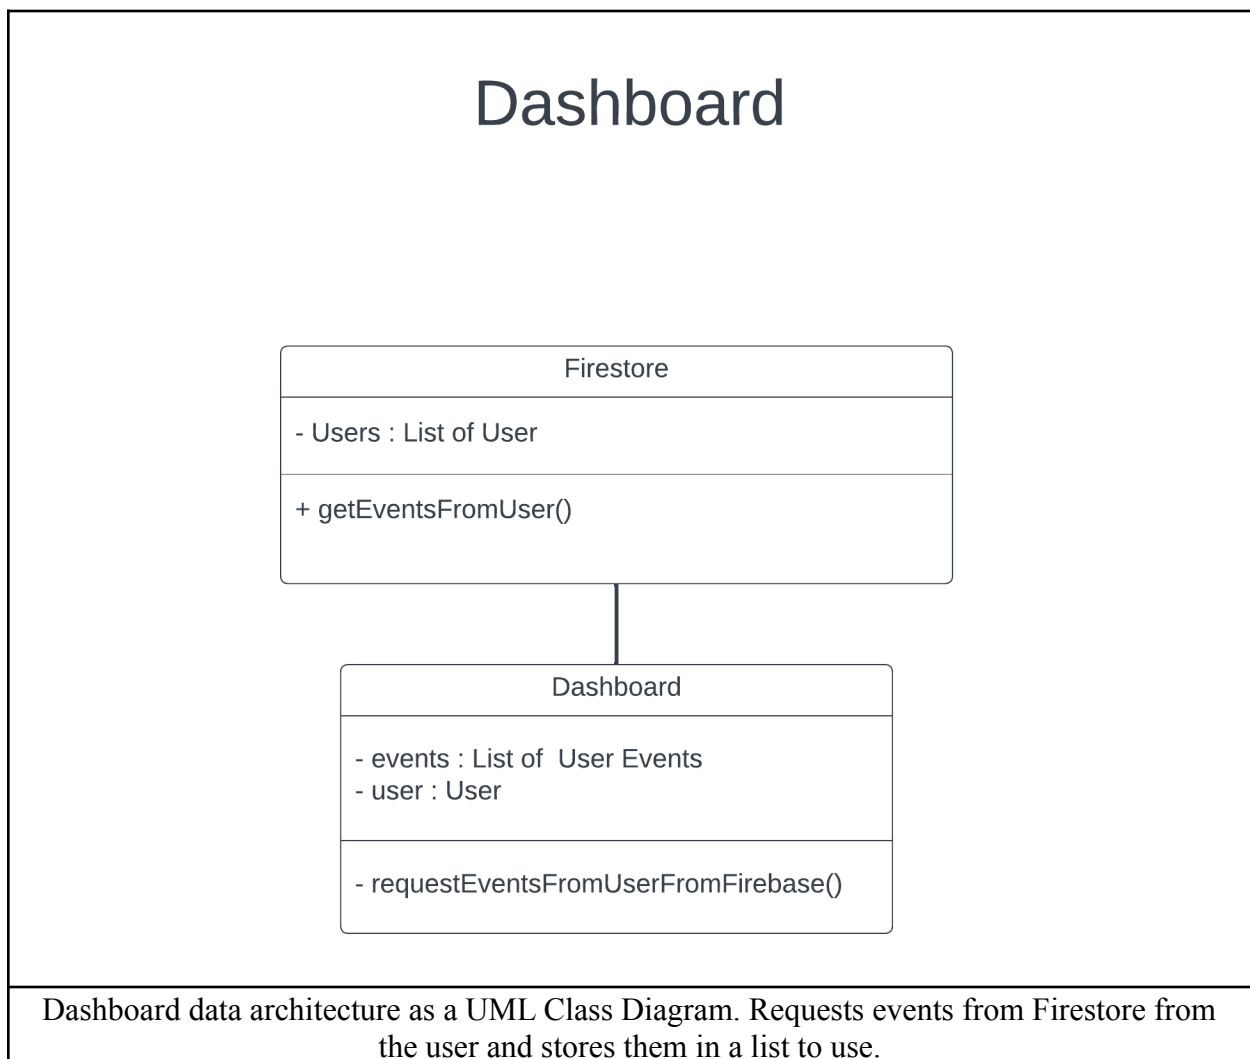 Dashboard
Firestore
- Users : List of User
+ getEventsFromUser()
Dashboard
- events : List of  User Events
- user : User
- requestEventsFromUserFromFirebase()
Dashboard data architecture as a UML Class Diagram. Requests events from Firestore from
the user and stores them in a list to use.